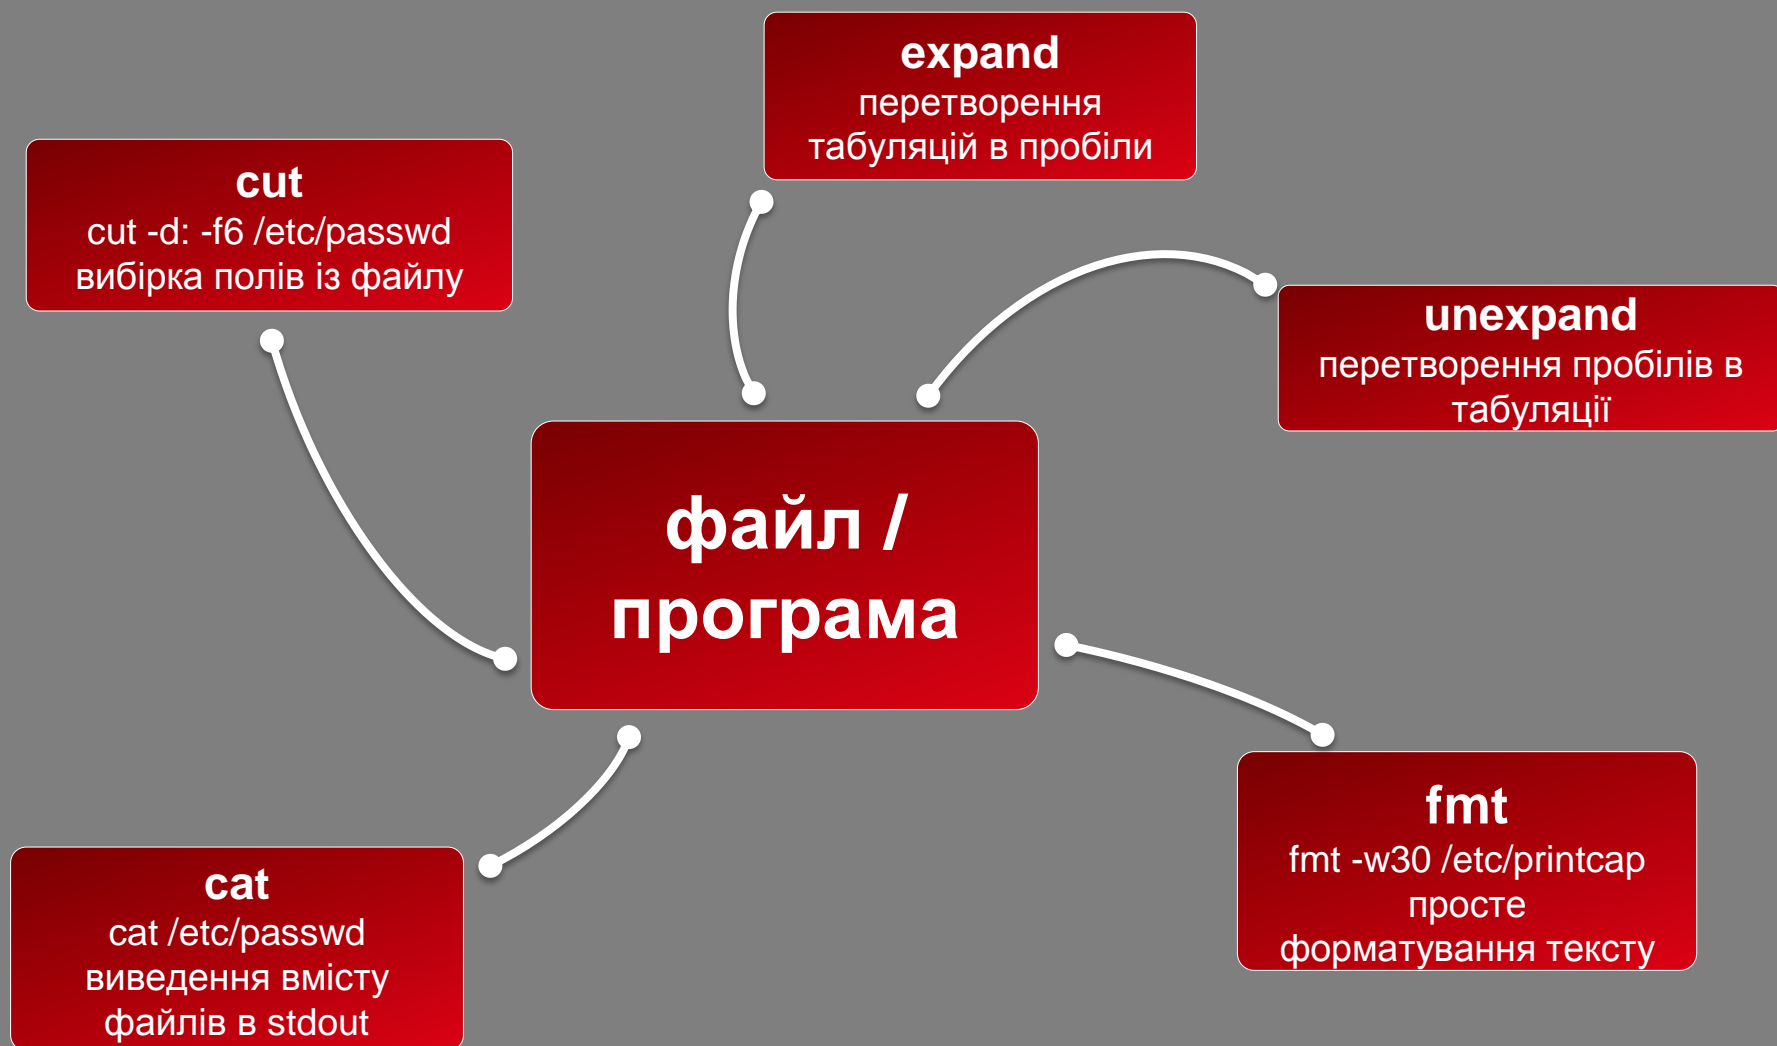 expand
перетворення
табуляцій в пробіли
cut
cut -d: -f6 /etc/passwd
вибірка полів із файлу
unexpand
перетворення пробілів в
табуляції
файл /
програма
fmt
fmt -w30 /etc/printcap
просте
форматування тексту
cat
cat /etc/passwd
виведення вмісту
файлів в stdout